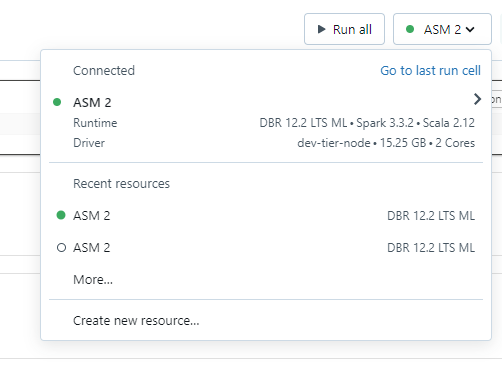 Run all
ASM 2
Connected
Go to last run cell
ASM 2
on
Runtime
DBR 12.2 LTS ML • Spark 3.3.2 • Scala 2.12
Driver
dev-tier-node • 15.25 GB • 2 Cores
Recent resources
ASM 2
DBR 12.2 LTS ML
ASM 2
DBR 12.2 LTS ML
More...
Create new resource...